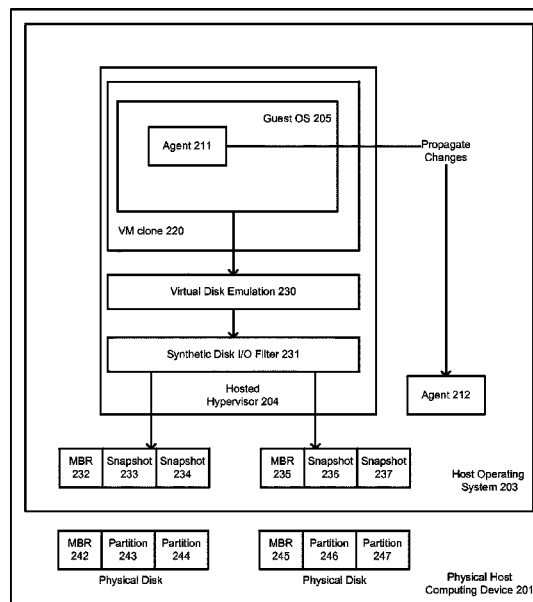 Guest OS 205
Agent 211
Propagate
Changes
VM clone 220
Virtual Disk Emulation 230
Synthetic Disk I/O Filter 231
Hosted
Hypervisor 204
Agent 212
MBR
232
Snapshot
233
Snapshot
234
MBR
235
Snapshot
236
Snapshot
237
Host Operating
System 203
MBR
242
Partition
243
Partition
244
MBR
245
Partition
246
Partition
247
Physical Disk
Physical Disk
Physical Host
Computing Device 201